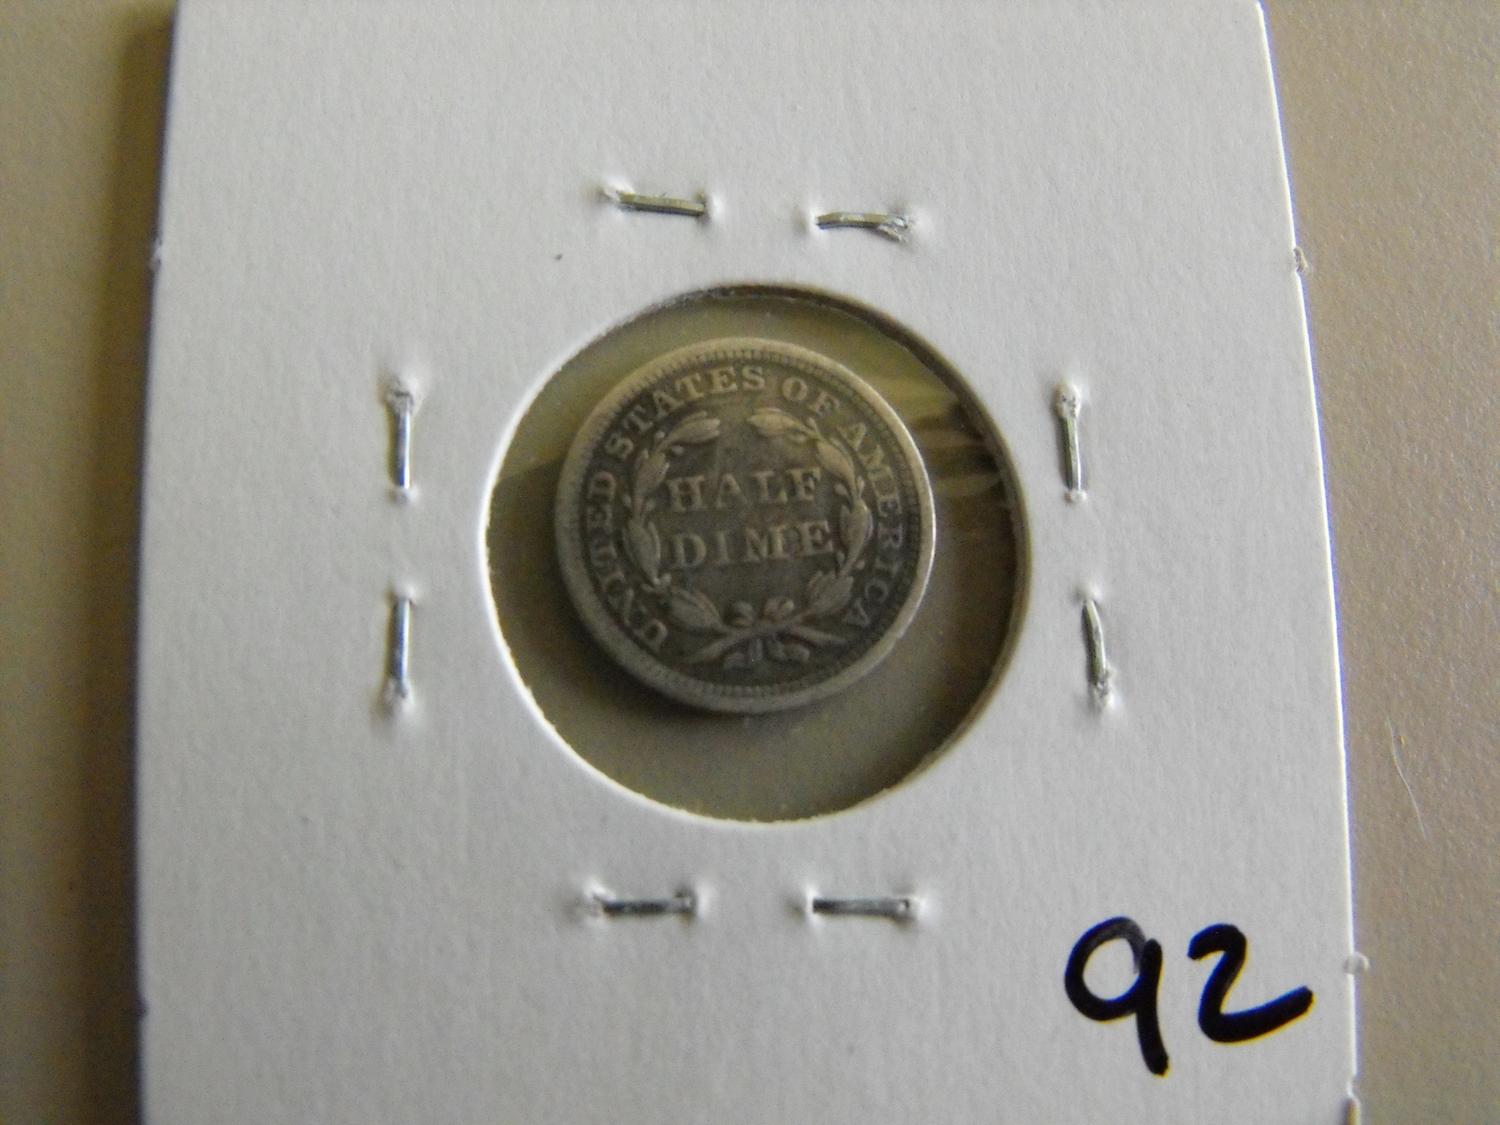 UNITED STATES OF AMERICA
HALF
DIME
92